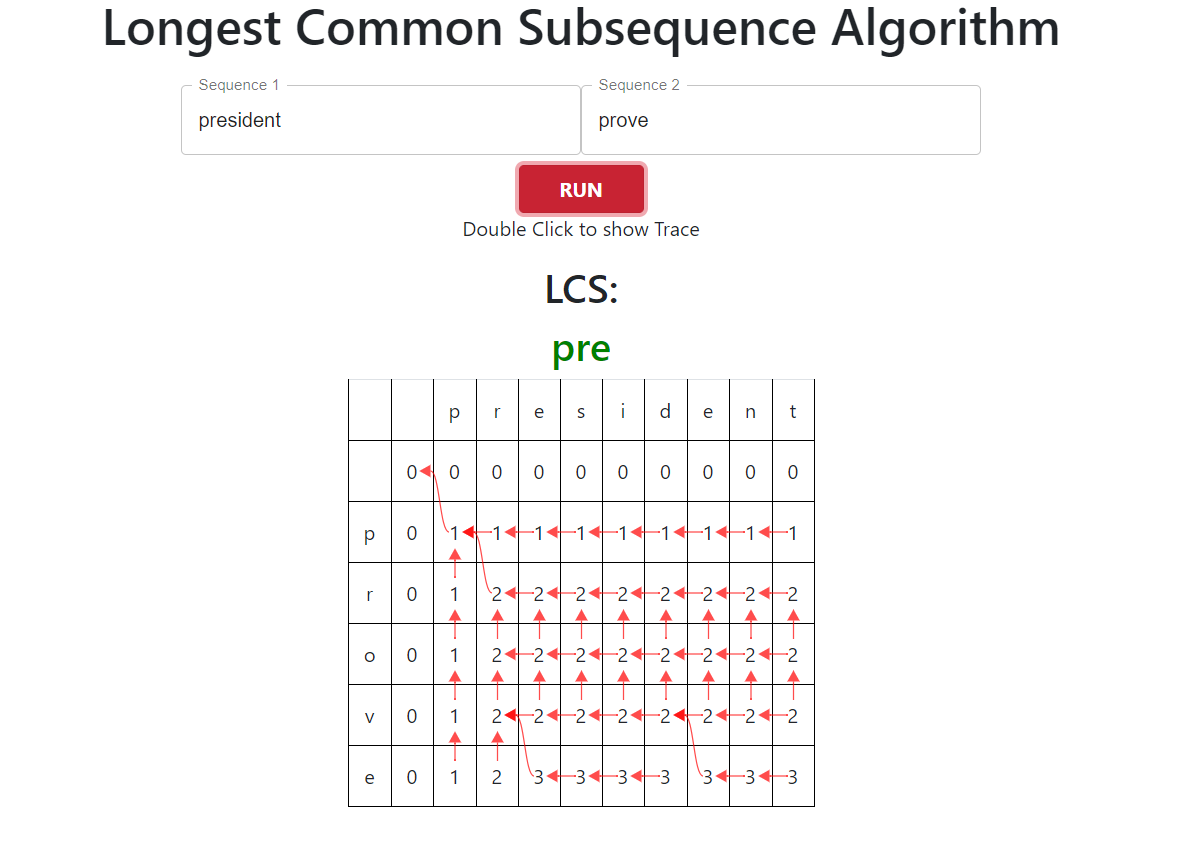 Longest Common Subsequence Algorithm
Sequence 1 Sequence 2
president prove
RUN
Double Click to show Trace
LCS:
pre
p r e s i d e n t
0 0 0 0 0 0 0 0 0 0
p 0 1 1 1 1 1 1 1 1 1
r 0 1 2 2 2 2 2 2 2 2
o 0 1 2 2 2 2 2 2 2 2
v 0 1 2 2 2 2 2 2 2 2
e 0 1 2 3 3 3 3 3 3 3